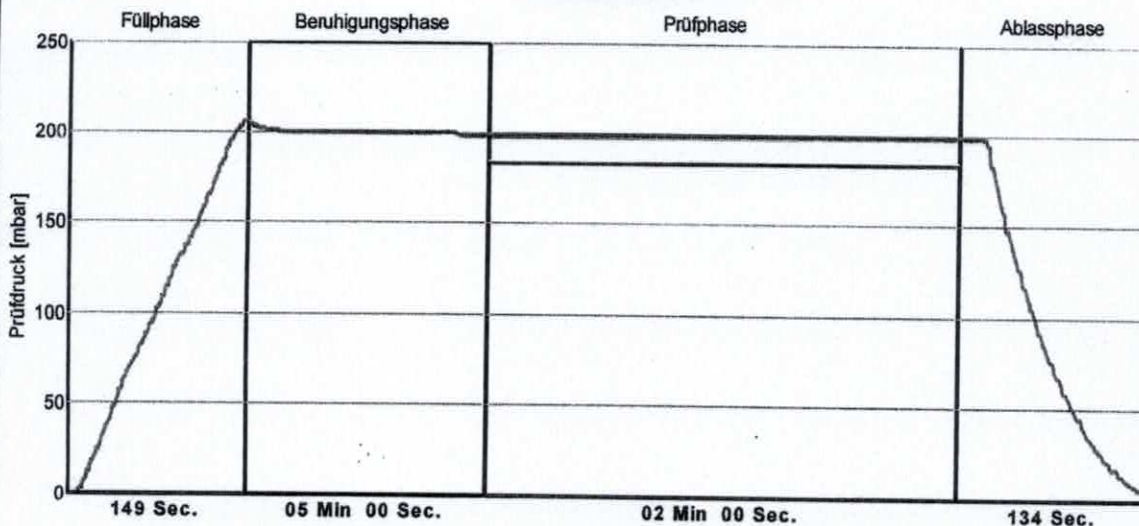 Füllphase Beruhigungsphase Prüfphase Ablassphase
250
200
150
100
50
0
Prüfdruck [mbar]
149 Sec. 05 Min 00 Sec. 02 Min 00 Sec. 134 Sec.